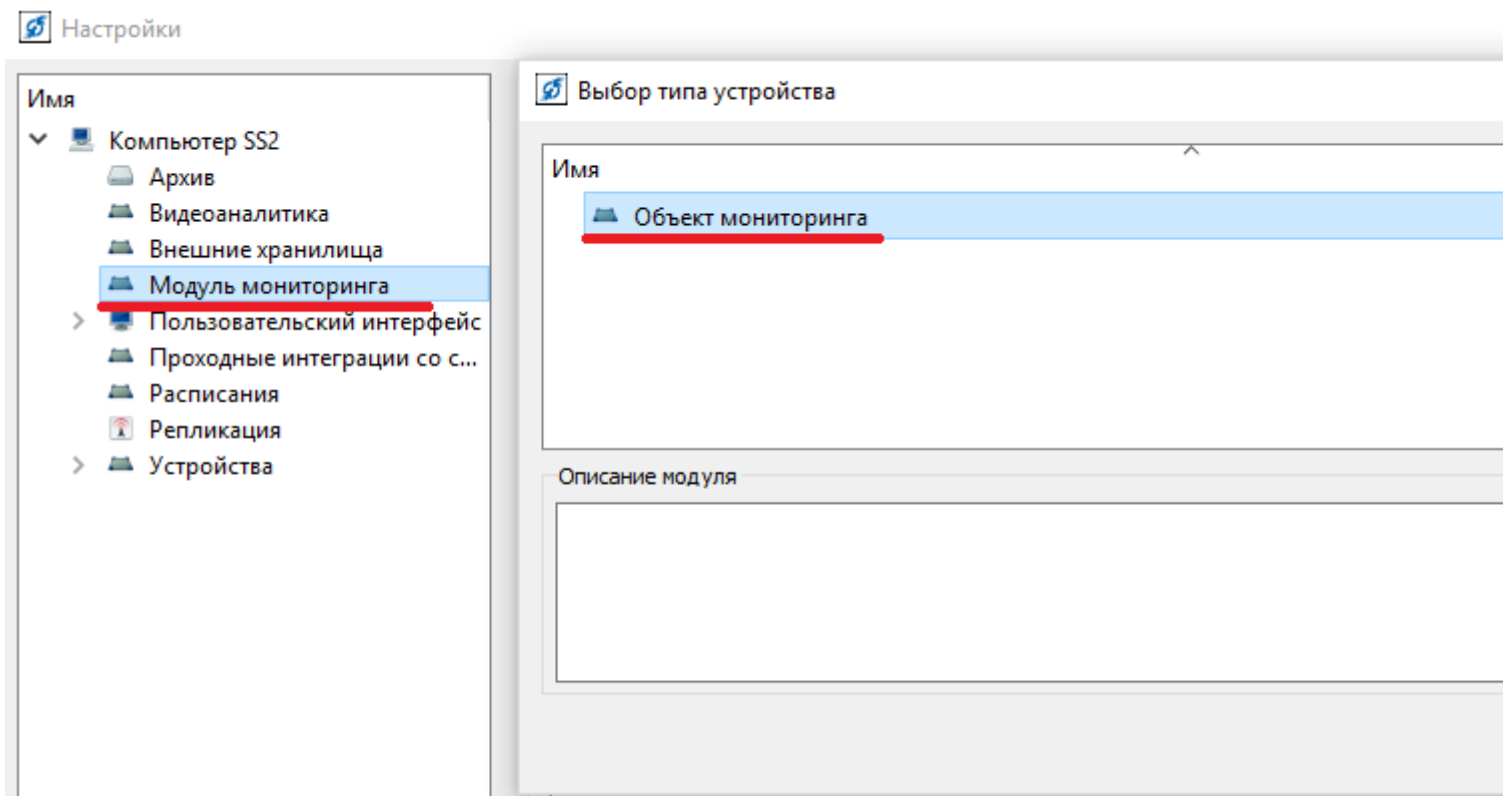 Настройки
Имя
Компьютер SS2
Архив
Видеоаналитика
Внешние хранилища
Модуль мониторинга
Пользовательский интерфейс
Проходные интеграции со с...
Расписания
Репликация
Устройства
Выбор типа устройства
Имя
Объект мониторинга
Описание модуля